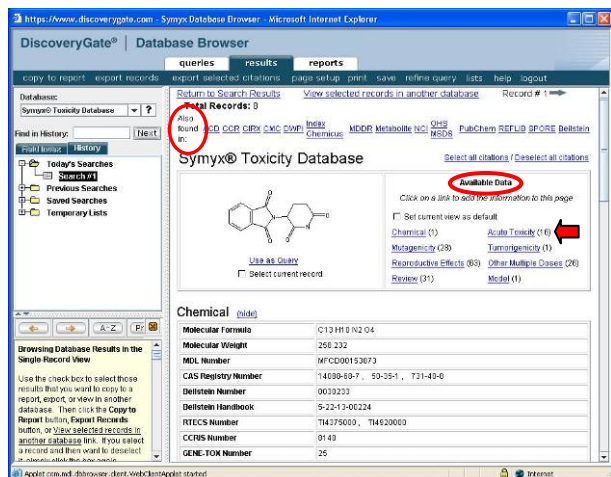 https://www.discoverygate.com - Symyx Database Browser - Microsoft Internet Explorer
DiscoveryGate® Database Browser
queries results reports
copy to report export records export selected citations page setup print save refine query lists help logout
Database:
Symyx® Toxicity Database ?
Find in History: Next
Field Index History
Today's Searches
Search #1
Previous Searches
Saved Searches
Temporary Lists
A-Z Pr
Browsing Database Results in the
Single-Record View
Use the check box to select those
results that you want to copy to a
report, export, or view in another
database. Then click the Copy to
Report button, Export Records
button, or View selected records in
another database link. If you select
a record and then want to deselect
Return to Search Results View selected records in another database Record # 1
Total Records: 8
Also found in: ACD CCR CIRX CMC DWPI Index Chemicus MDDR Metabolite NCI OHS MSDS PubChem REFLIB SPORE Beilstein
Symyx® Toxicity Database Select all citations / Deselect all citations
Use as Query
Select current record
Available Data
Click on a link to add the information to this page
Set current view as default
Chemical (1) Acute Toxicity (16)
Mutagenicity (28) Tumorigenicity (1)
Reproductive Effects (63) Other Multiple Doses (26)
Review (31) Model (1)
Chemical (hide)
Molecular Formula C13 H10 N2 O4
Molecular Weight 258.232
MDL Number MFCD00153873
CAS Registry Number 14088-68-7 , 50-35-1 , 731-40-8
Beilstein Number 0030233
Beilstein Handbook 5-22-13-00224
RTECS Number TI4375000 , TI4920000
CCRIS Number 8148
GENE-TOX Number 25
Applet com.mdl.dbbrowser.client.WebClientApplet started Internet